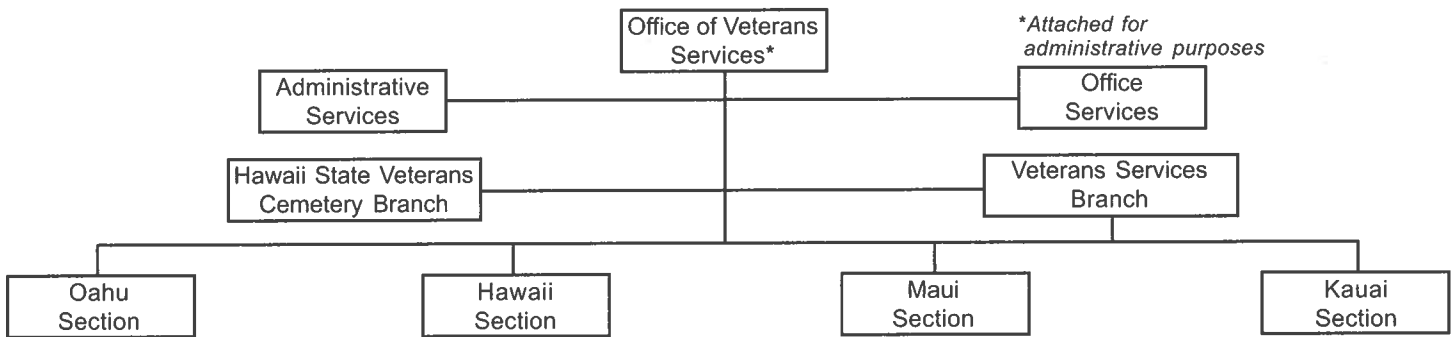 Office of Veterans
Services*
*Attached for
administrative purposes
Administrative
Services
Office
Services
Hawaii State Veterans
Cemetery Branch
Veterans Services
Branch
Oahu
Section
Hawaii
Section
Maui
Section
Kauai
Section